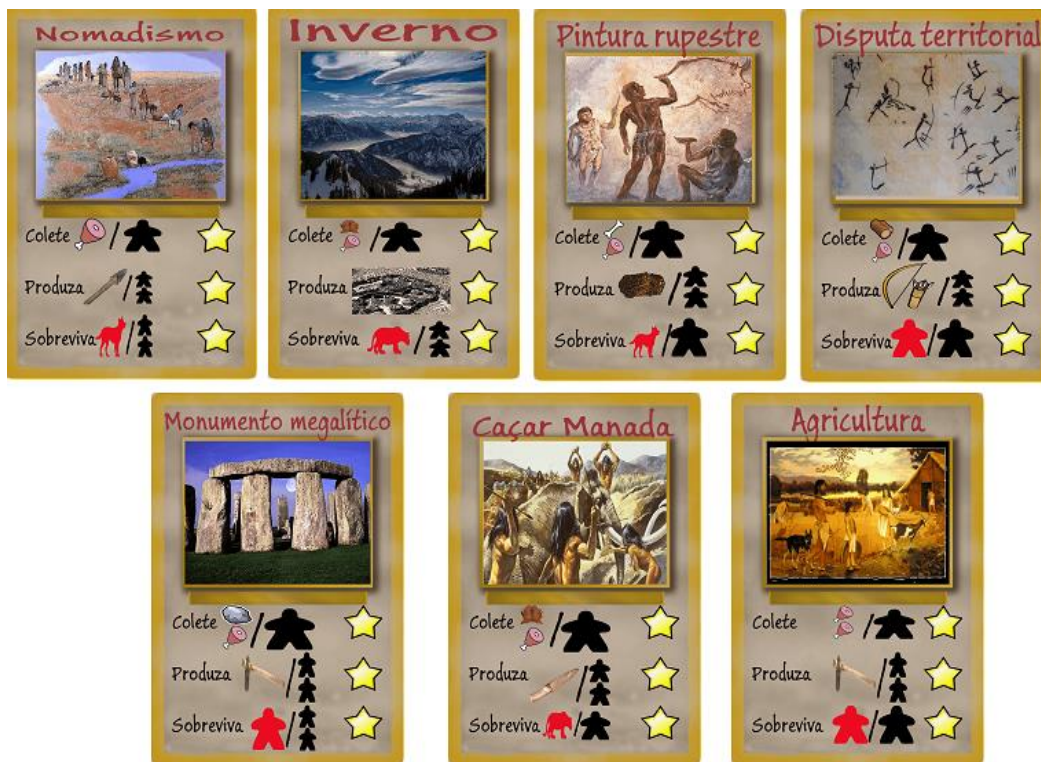 Nomadismo
Colete /
Produza /
Sobreviva /
Inverno
Colete /
Produza
Sobreviva /
Pintura rupestre
Colete /
Produza /
Sobreviva /
Disputa territorial
Colete /
Produza /
Sobreviva /
Monumento megalítico
Colete /
Produza /
Sobreviva /
Caçar Manada
Colete /
Produza /
Sobreviva /
Agricultura
Colete /
Produza /
Sobreviva /